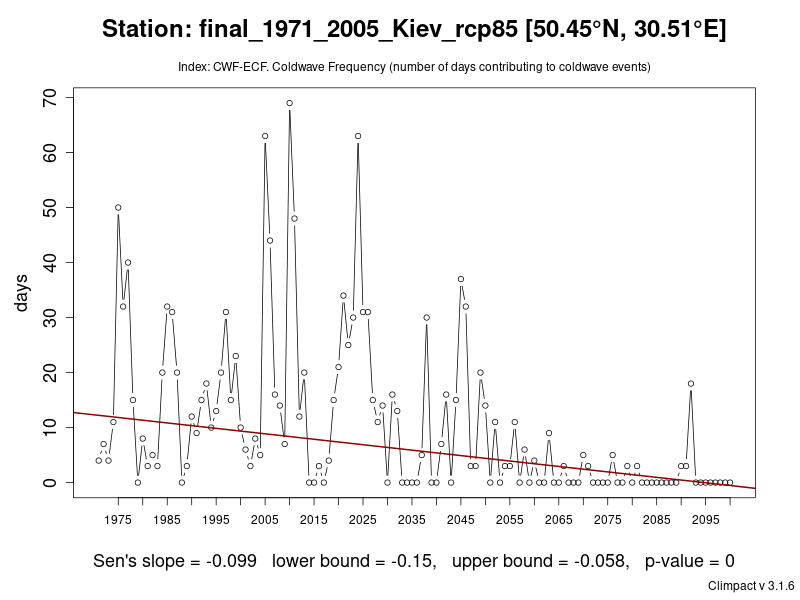 Station: final_1971_2005_Kiev_rcp85 [50.45°N, 30.51°E]
Index: CWF-ECF. Coldwave Frequency (number of days contributing to coldwave events)
70
60
50
40
30
20
10
0
days
1975 1985 1995 2005 2015 2025 2035 2045 2055 2065 2075 2085 2095
Sen's slope = -0.099 lower bound = -0.15, upper bound = -0.058, p-value = 0
Climpact v 3.1.6